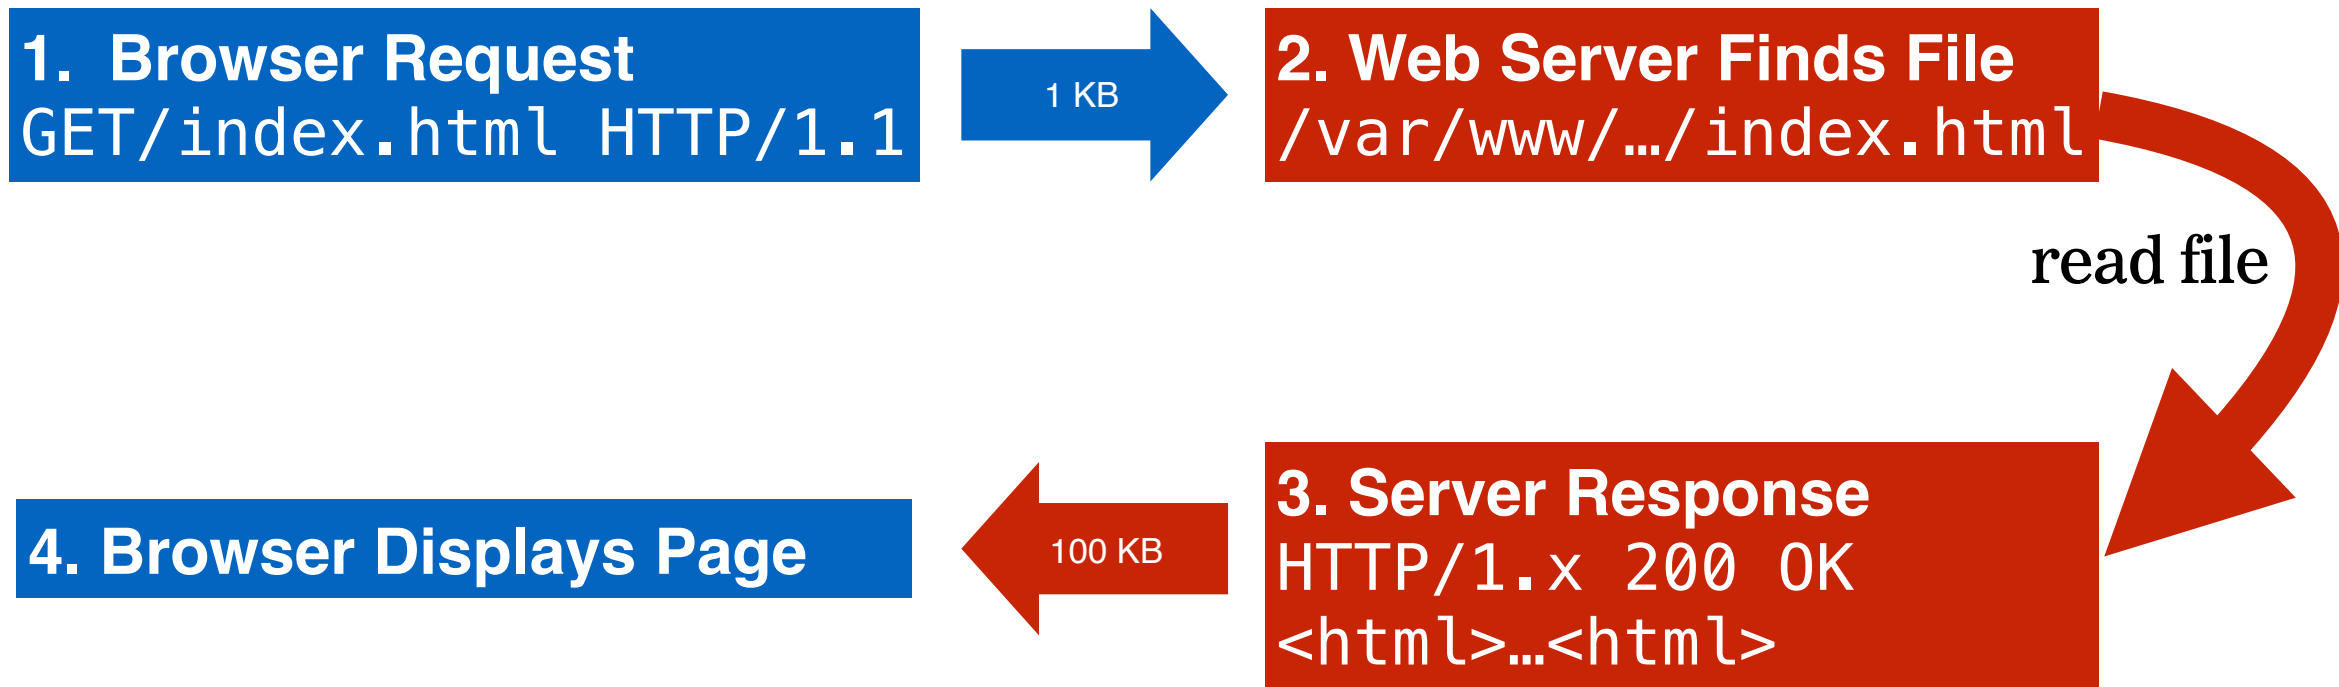 1. Browser Request
GET/index.html HTTP/1.1
1 KB
2. Web Server Finds File
/var/www/…/index.html
read file
3. Server Response
HTTP/1.x 200 OK
<html>…<html>
100 KB
4. Browser Displays Page